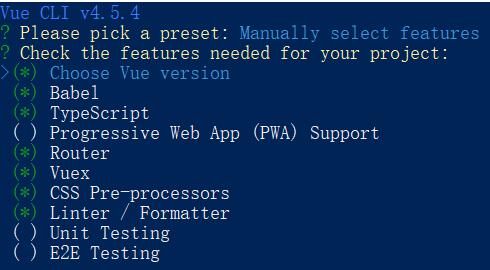 Vue CLI v4.5.4
? Please pick a preset: Manually select features
? Check the features needed for your project:
>(*) Choose Vue version
(*) Babel
(*) TypeScript
( ) Progressive Web App (PWA) Support
(*) Router
(*) Vuex
(*) CSS Pre-processors
(*) Linter / Formatter
( ) Unit Testing
( ) E2E Testing